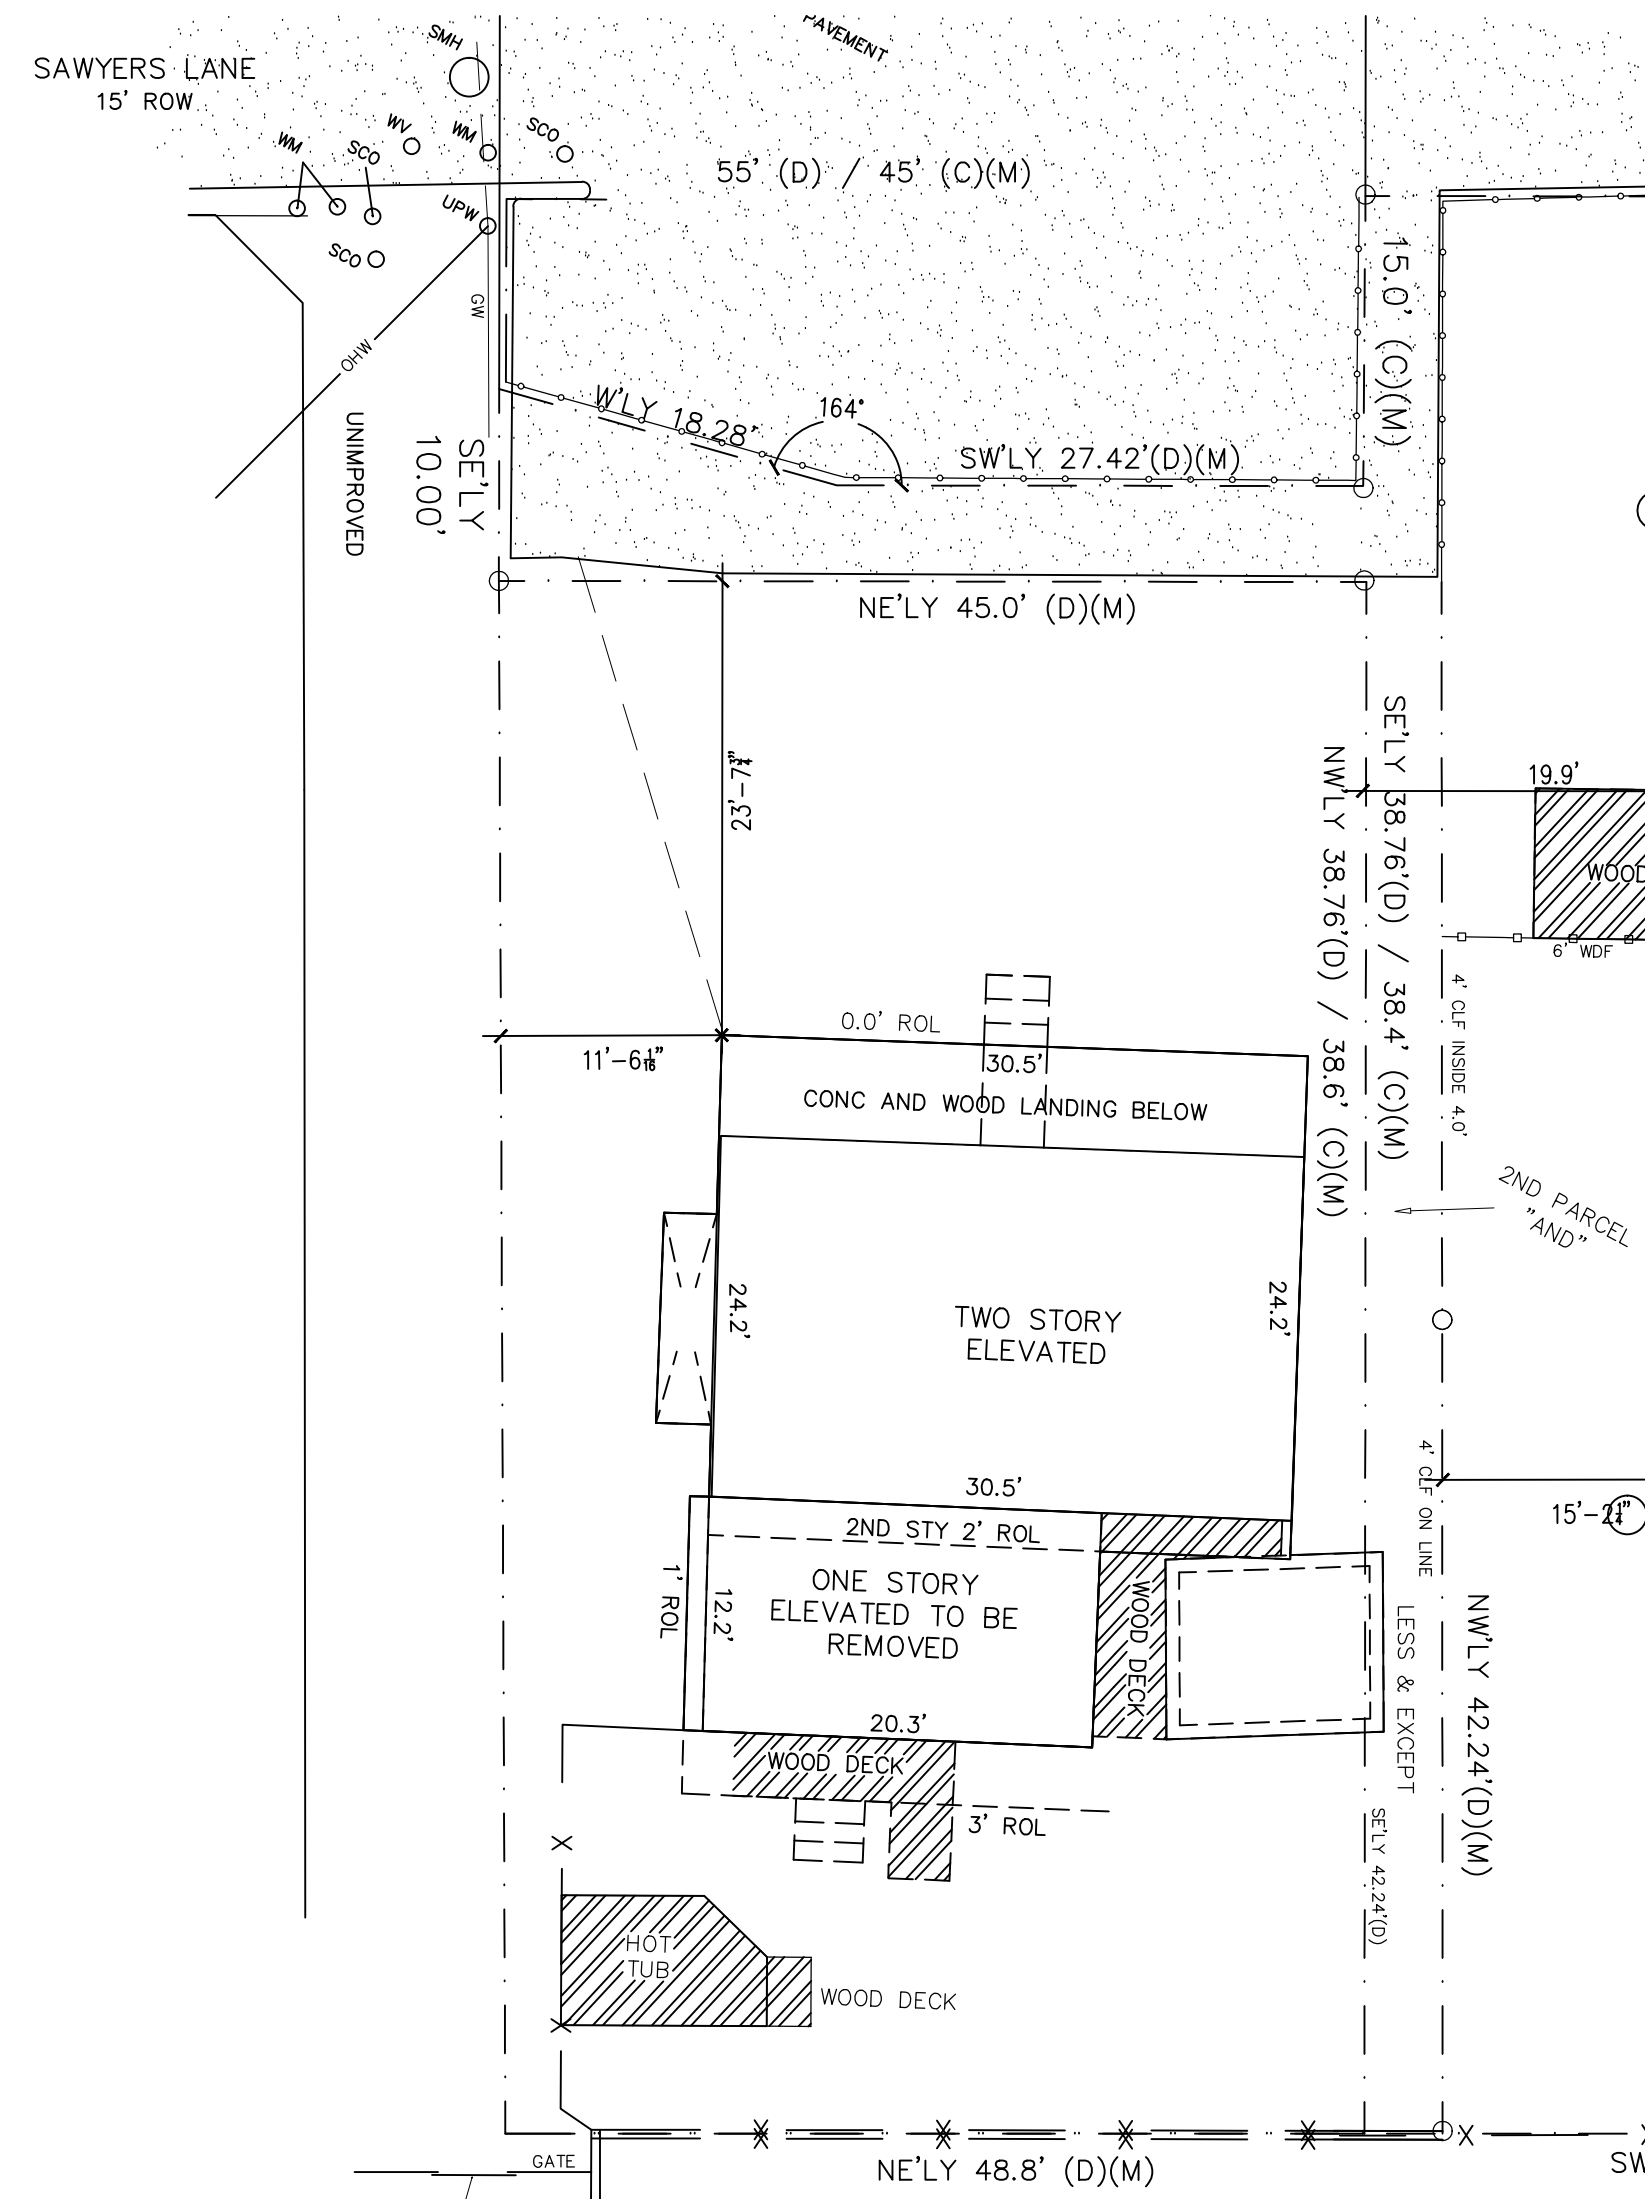 PAVEMENT
SMH
SAWYERS LANE
15' ROW
WM
SCO
WV
WM
SCO
55' (D) / 45' (C)(M)
UPW
SCO
GW
OHW
15.0' (C)(M)
W'LY 18.28'
164°
SW'LY 27.42'(D)(M)
UNIMPROVED
SE'LY
10.00'
NE'LY 45.0' (D)(M)
23'-7¾"
NW'LY 38.76'(D) / 38.6' (C)(M)
SE'LY 38.76'(D) / 38.4' (C)(M)
19.9'
WOOD
6' WDF
4' CLF INSIDE 4.0'
0.0' ROL
30.5'
11'-6 1/16"
CONC AND WOOD LANDING BELOW
2ND PARCEL
"AND"
24.2'
TWO STORY
ELEVATED
24.2'
30.5'
4' CLF ON LINE
15'-2¼"
2ND STY 2' ROL
1' ROL
12.2'
ONE STORY
ELEVATED TO BE
REMOVED
WOOD DECK
LESS & EXCEPT
NW'LY 42.24'(D)(M)
20.3'
WOOD DECK
3' ROL
SE'LY 42.24'(D)
HOT
TUB
WOOD DECK
GATE
NE'LY 48.8' (D)(M)
SW